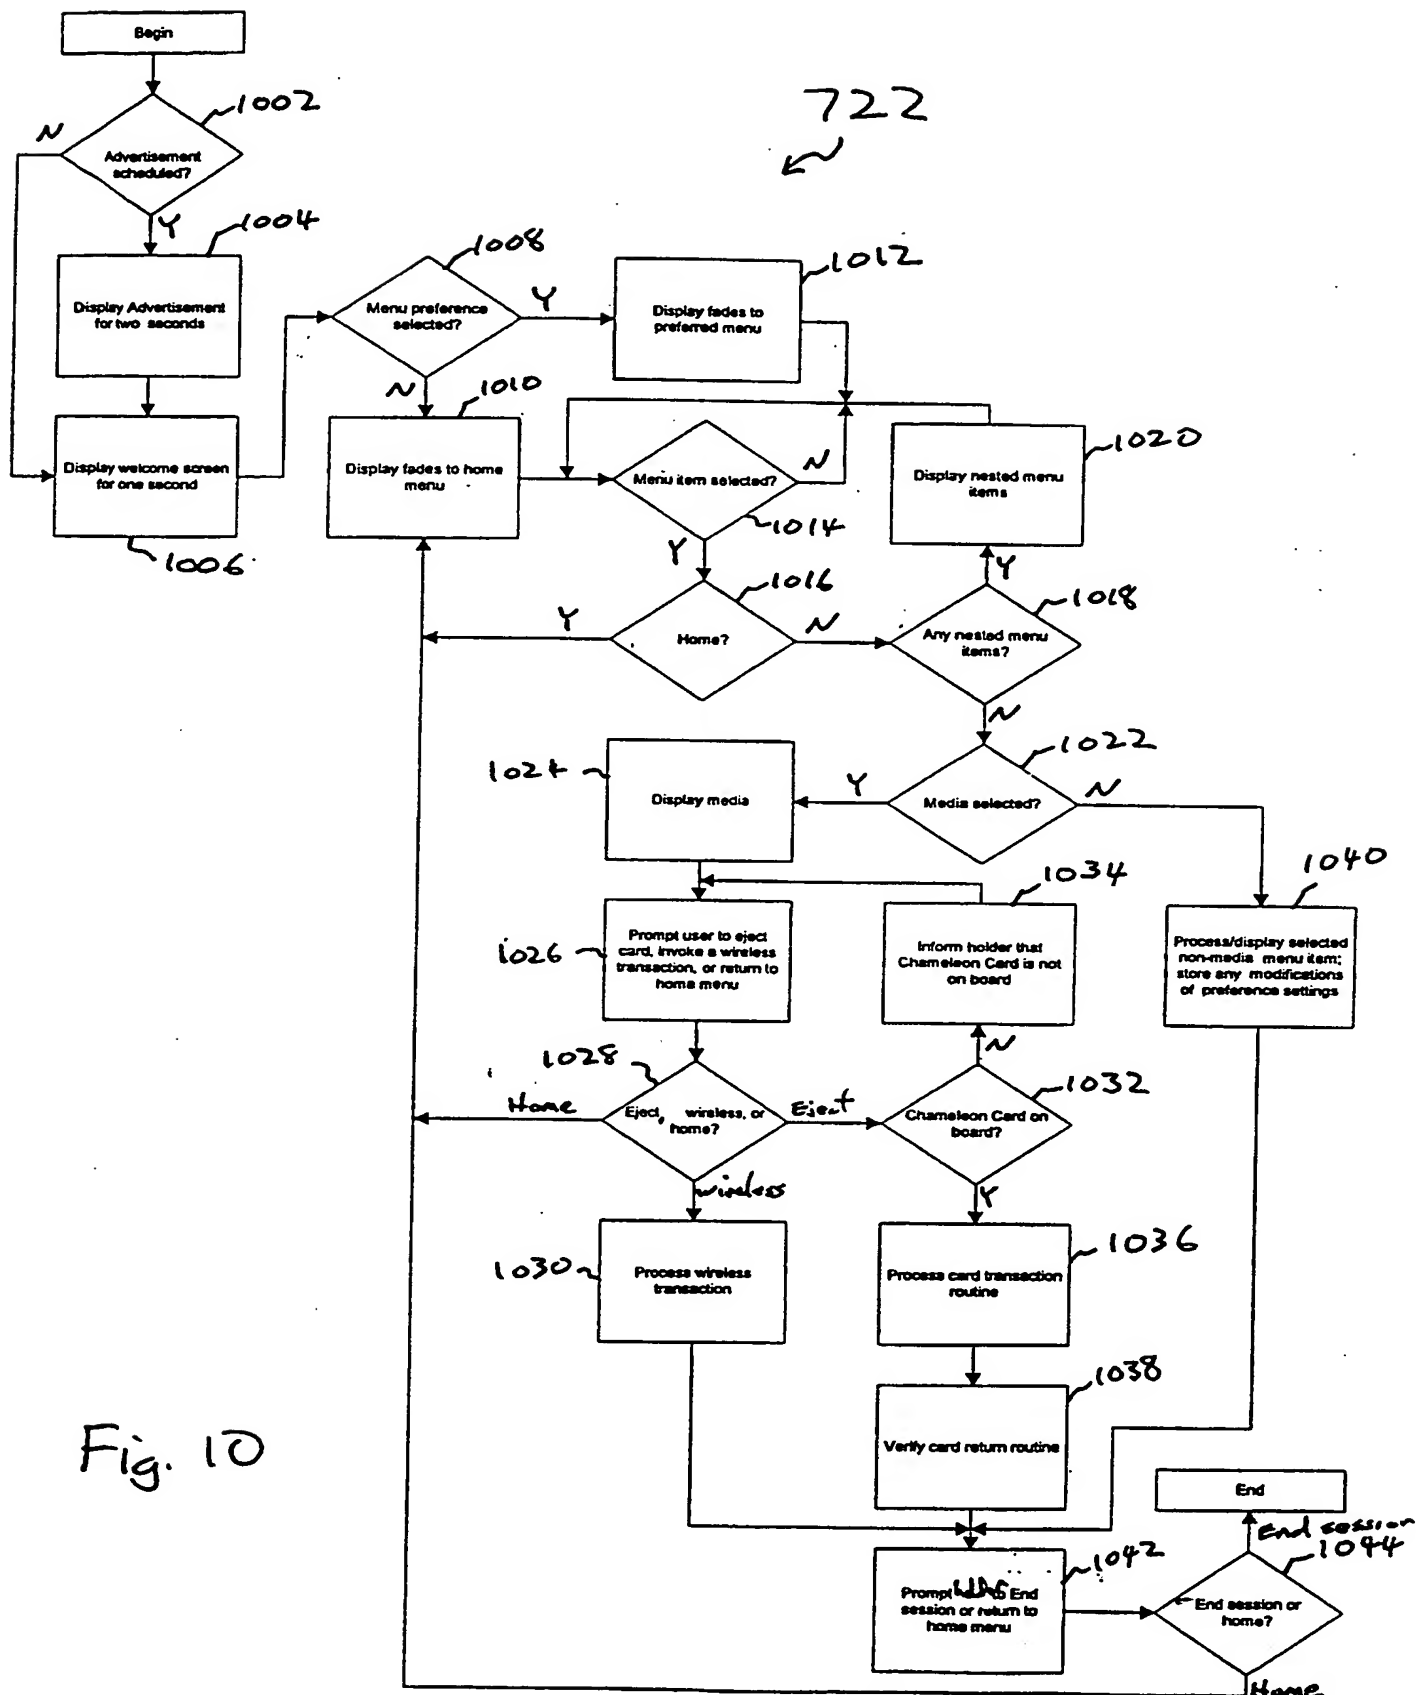 Begin
1002
722
N
Advertisement
scheduled?
Y
1004
1008
1012
Display Advertisement
for two seconds
Menu preference
selected?
Y
Display fades to
preferred menu
N
1010
1020
Display welcome screen
for one second
Display fades to home
menu
Menu item selected?
N
Display nested menu
items
1014
1006
Y
1016
Y
1018
Y
Home?
N
Any nested menu
items?
N
1022
1024
Display media
Y
Media selected?
N
1034
1040
1026
Prompt user to eject
card, invoke a wireless
transaction, or return to
home menu
Inform holder that
Chameleon Card is not
on board
Process/display selected
non-media menu item;
store any modifications
of preference settings
1028
N
1032
Home
Eject, wireless, or
home?
Eject
Chameleon Card on
board?
wireless
Y
1036
1030
Process wireless
transaction
Process card transaction
routine
1038
Fig. 10
Verify card return routine
End
End session
1042
1044
Prompt End
session or return to
home menu
End session or
home?
Home